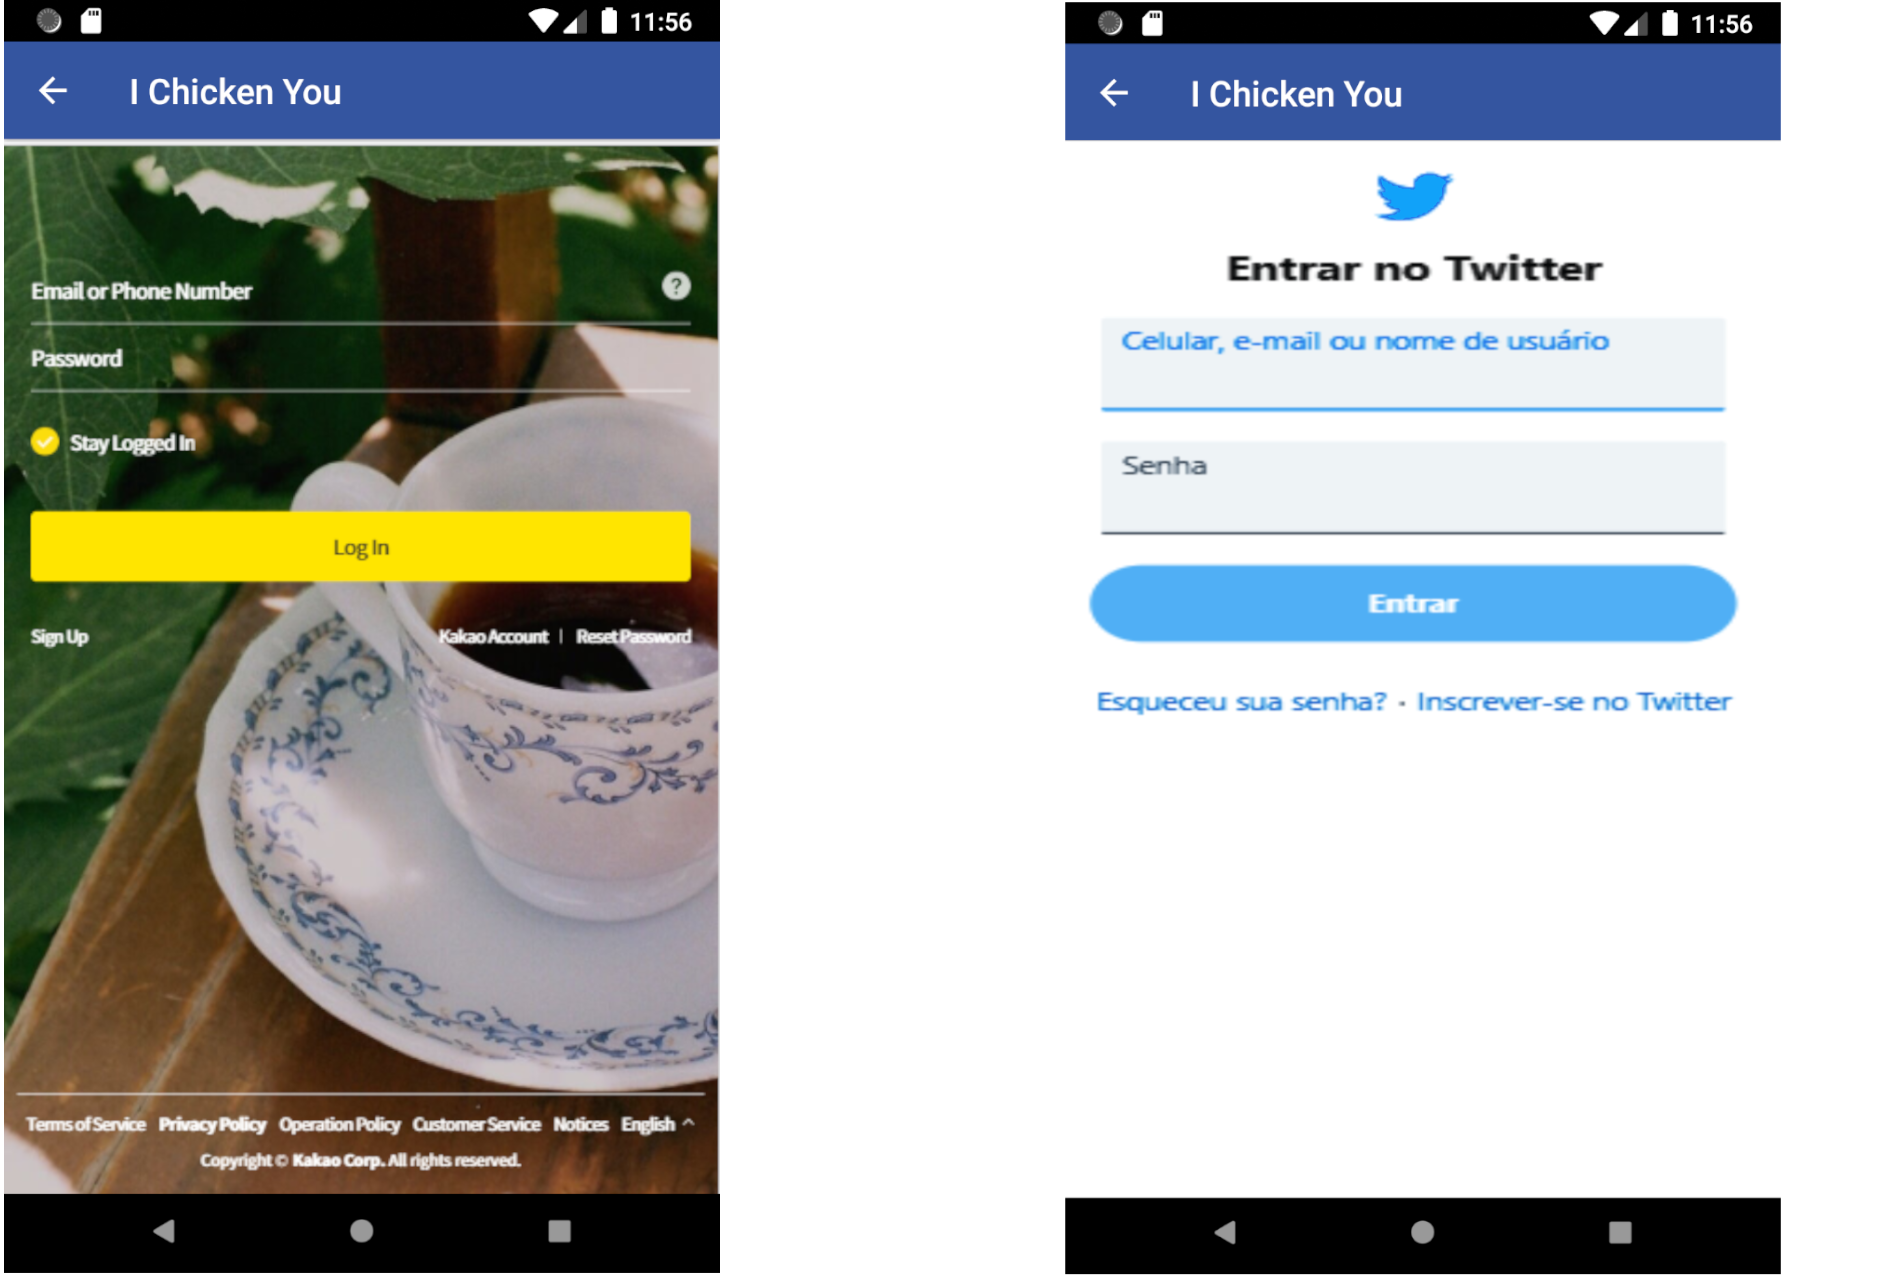 11:56
I Chicken You
Email or Phone Number ?
Password
Stay Logged In
Log In
Sign Up Kakao Account | Reset Password
Terms of Service Privacy Policy Operation Policy Customer Service Notices English ^
Copyright © Kakao Corp. All rights reserved.
11:56
I Chicken You
Entrar no Twitter
Celular, e-mail ou nome de usuário
Senha
Entrar
Esqueceu sua senha? · Inscrever-se no Twitter